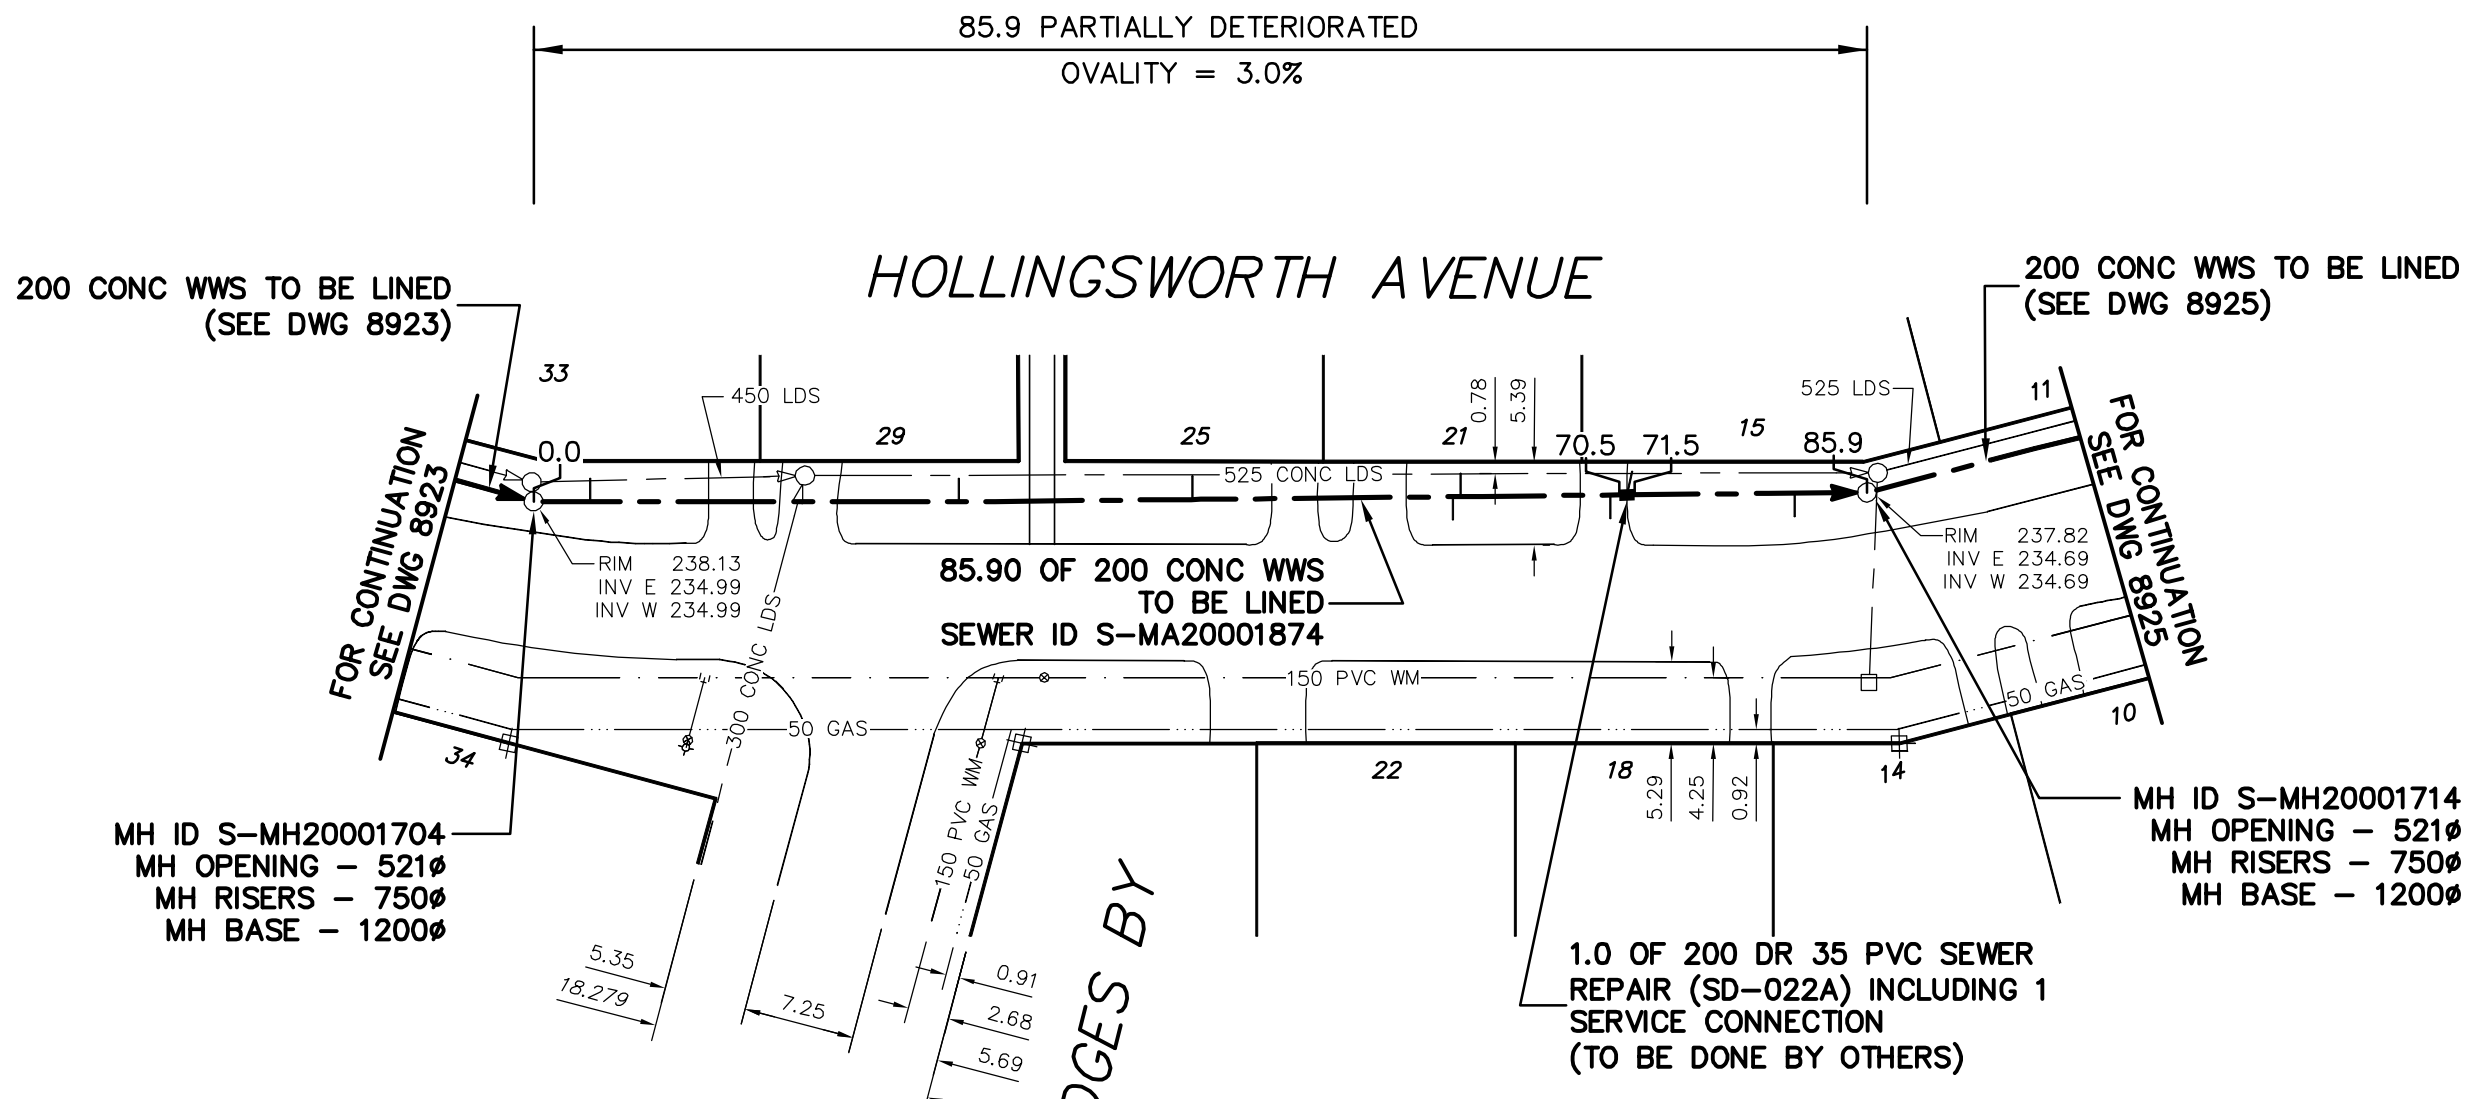 85.9 PARTIALLY DETERIORATED
OVALITY = 3.0%
HOLLINGSWORTH AVENUE
200 CONC WWS TO BE LINED
(SEE DWG 8923)
200 CONC WWS TO BE LINED
(SEE DWG 8925)
33
450 LDS
29
25
21
0.78
5.39
70.5
71.5
15
85.9
525 LDS
11
0.0
525 CONC LDS
FOR CONTINUATION
SEE DWG 8923
FOR CONTINUATION
SEE DWG 8925
RIM 238.13
INV E 234.99
INV W 234.99
300 CONC LDS
85.90 OF 200 CONC WWS
TO BE LINED
SEWER ID S-MA20001874
RIM 237.82
INV E 234.69
INV W 234.69
150 PVC WM
50 GAS
50 GAS
34
22
18
14
10
5.29
4.25
0.92
150 PVC WM
50 GAS
MH ID S-MH20001704
MH OPENING - 521ø
MH RISERS - 750ø
MH BASE - 1200ø
MH ID S-MH20001714
MH OPENING - 521ø
MH RISERS - 750ø
MH BASE - 1200ø
1.0 OF 200 DR 35 PVC SEWER
REPAIR (SD-022A) INCLUDING 1
SERVICE CONNECTION
(TO BE DONE BY OTHERS)
5.35
18.279
7.25
0.91
2.68
5.69
DGES BY